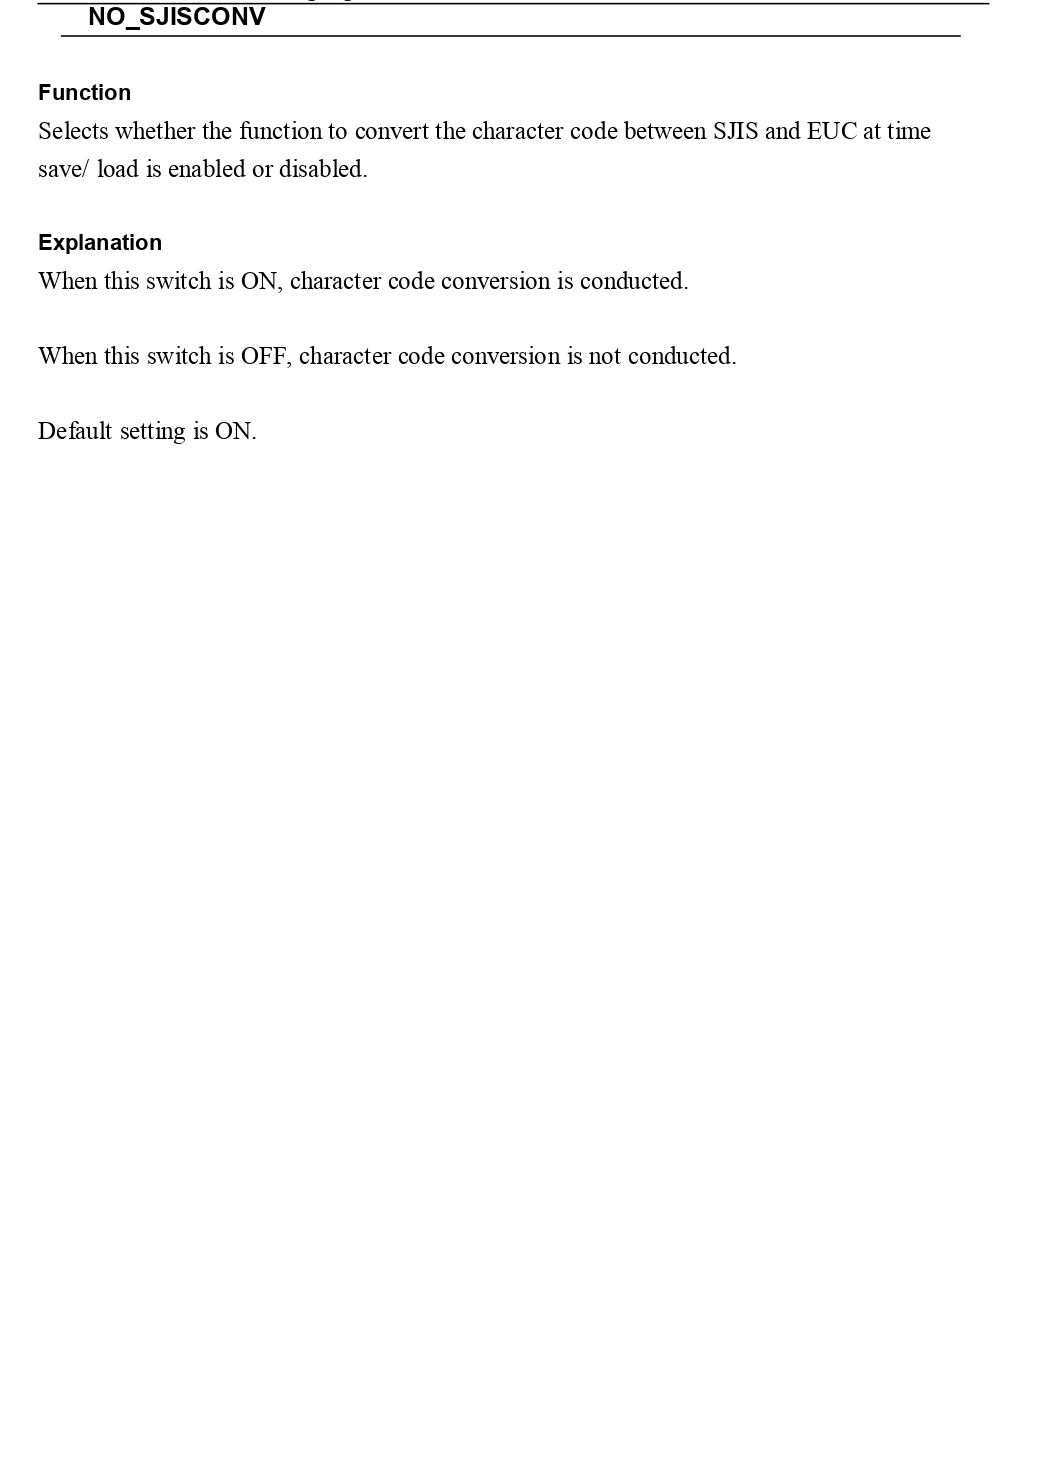 NO_SJISCONV
Function
Selects whether the function to convert the character code between SJIS and EUC at time
save/ load is enabled or disabled.
Explanation
When this switch is ON, character code conversion is conducted.
When this switch is OFF, character code conversion is not conducted.
Default setting is ON.